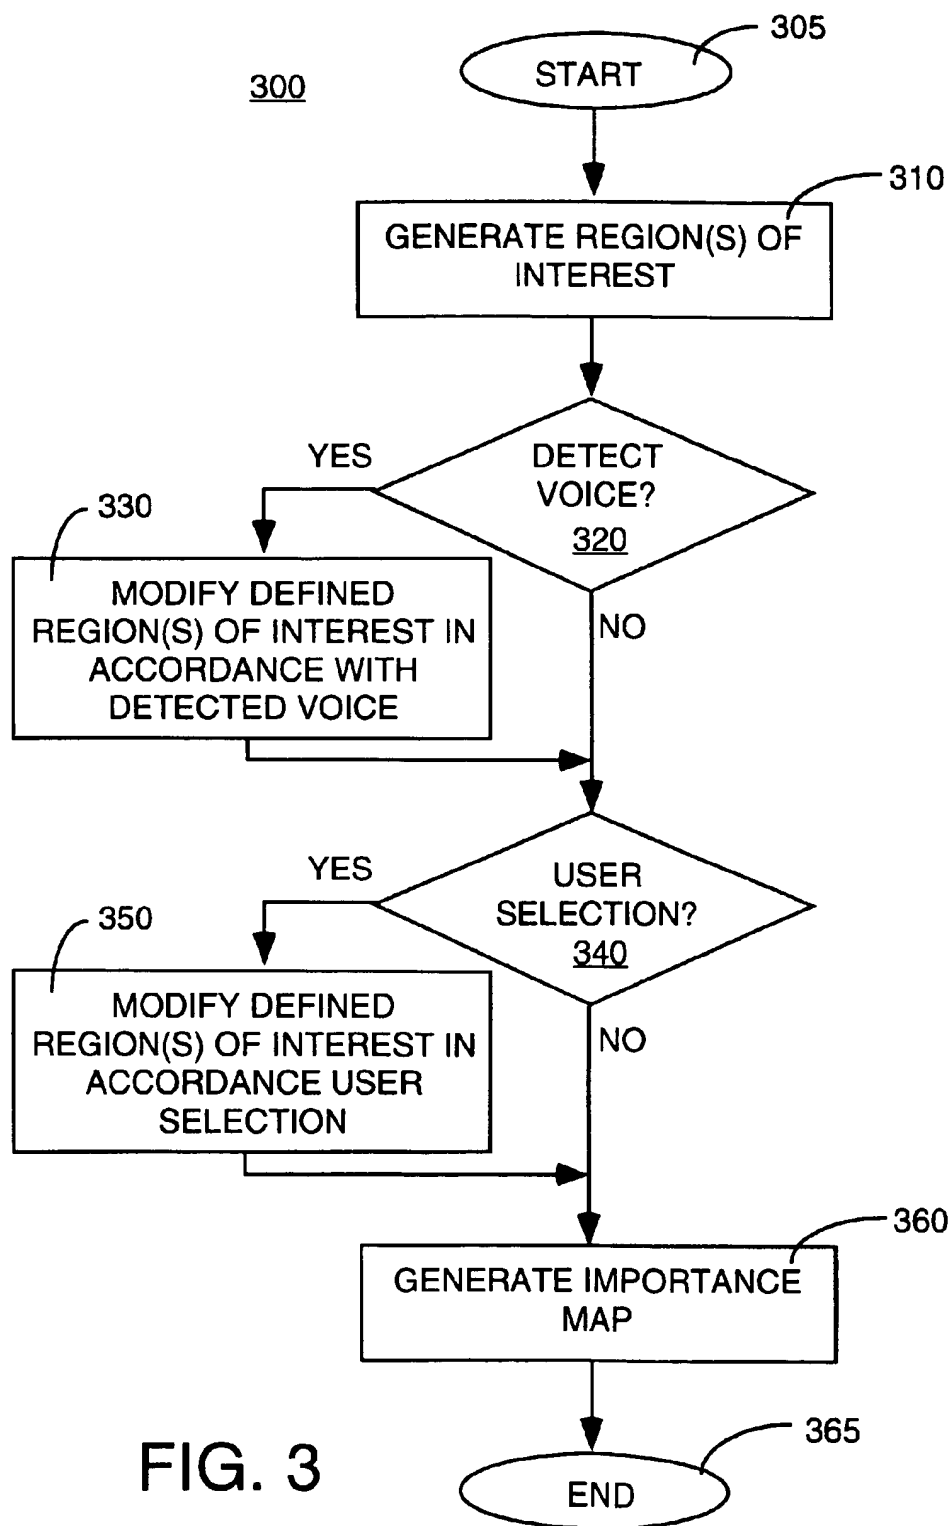 305
START
300
310
GENERATE REGION(S) OF
INTEREST
YES
DETECT
VOICE?
320
330
MODIFY DEFINED
REGION(S) OF INTEREST IN
ACCORDANCE WITH
DETECTED VOICE
NO
YES
USER
SELECTION?
340
350
MODIFY DEFINED
REGION(S) OF INTEREST IN
ACCORDANCE USER
SELECTION
NO
360
GENERATE IMPORTANCE
MAP
365
END
FIG. 3